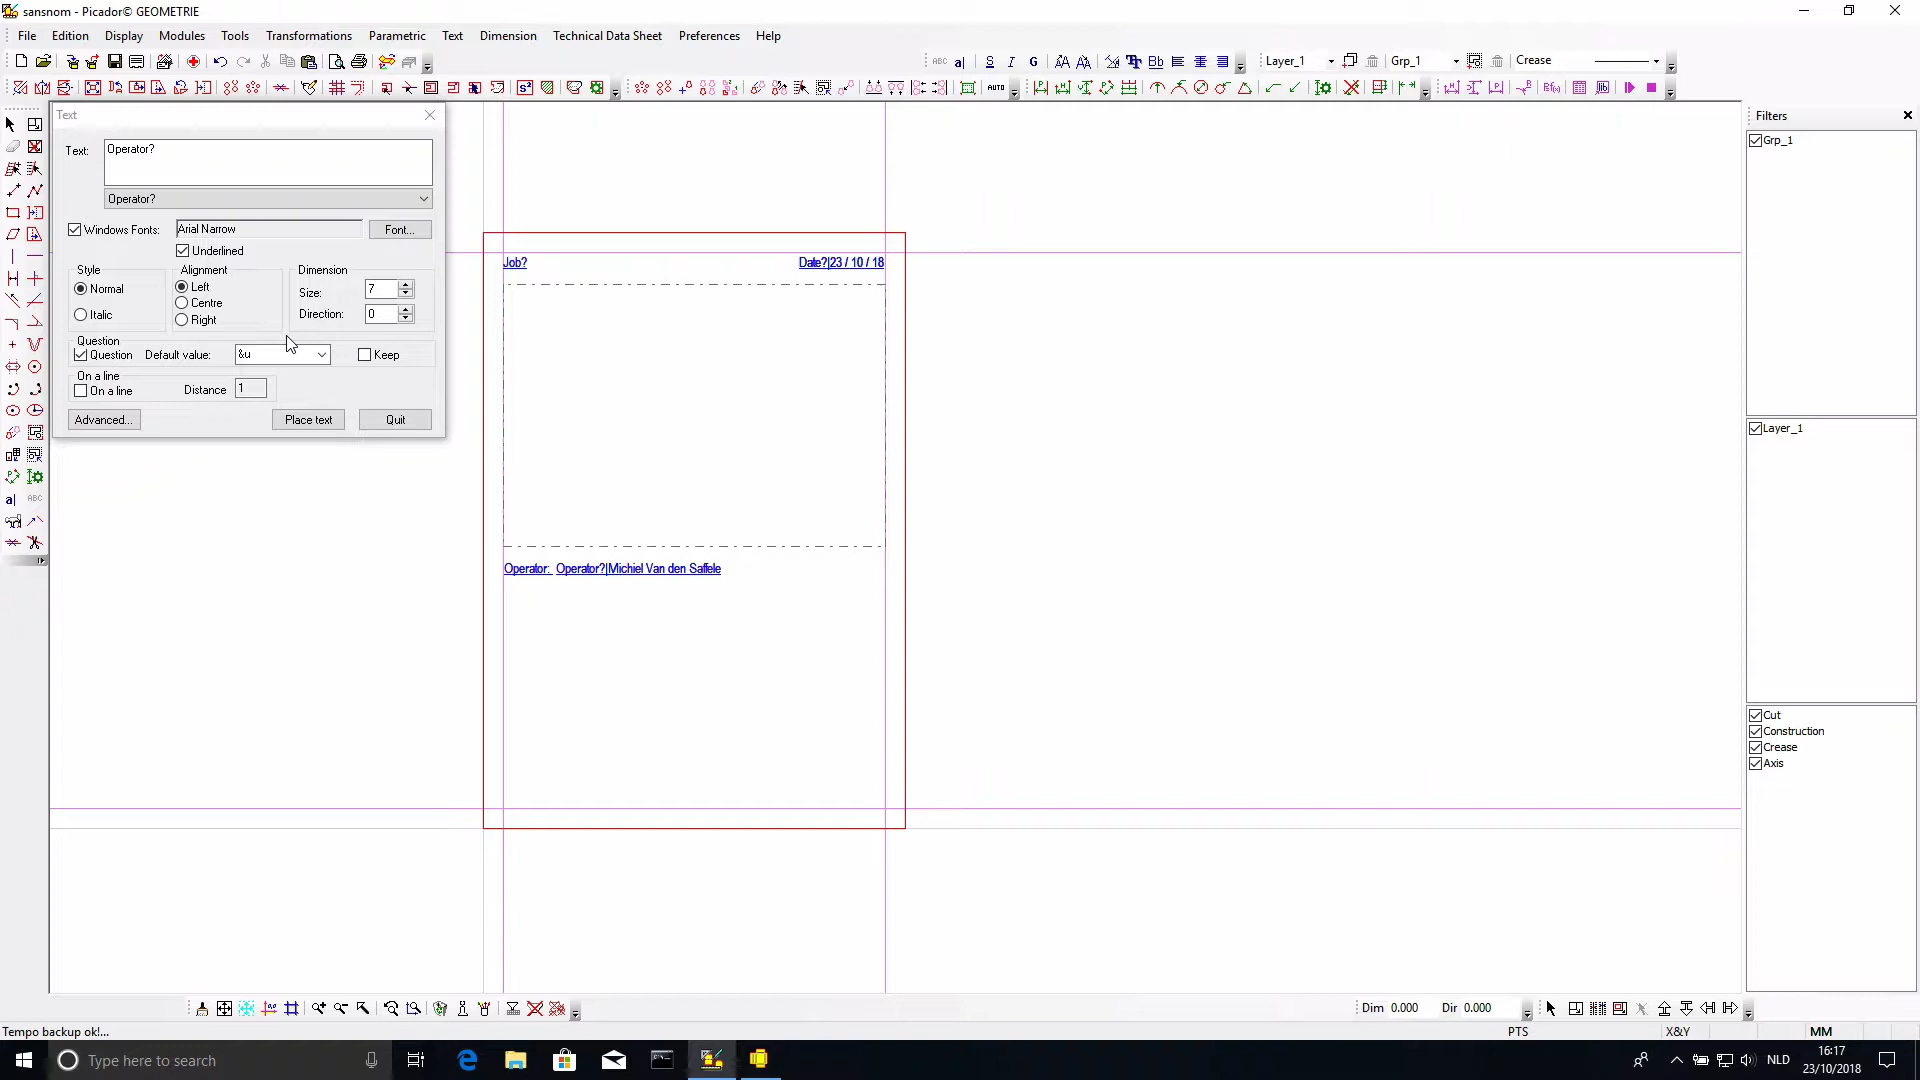 sansnom - Picador© GEOMETRIE
File Edition Display Modules Tools Transformations Parametric Text Dimension Technical Data Sheet Preferences Help
ABC a| S I G AUTO Layer_1 Grp_1 Crease
Text
Text: Operator?
Operator?
Windows Fonts: Arial Narrow Font...
Underlined
Style Alignment Dimension
Normal Left Size: 7
Centre
Italic Right Direction: 0
Question
Question Default value: &u Keep
On a line
On a line Distance 1
Advanced... Place text Quit
Job? Date?|23 / 10 / 18
Operator: Operator?|Michiel Van den Saffele
Filters
Grp_1
Layer_1
Cut
Construction
Crease
Axis
Dim 0.000 Dir 0.000
Tempo backup ok!... PTS X&Y MM
Type here to search
NLD 16:17
23/10/2018